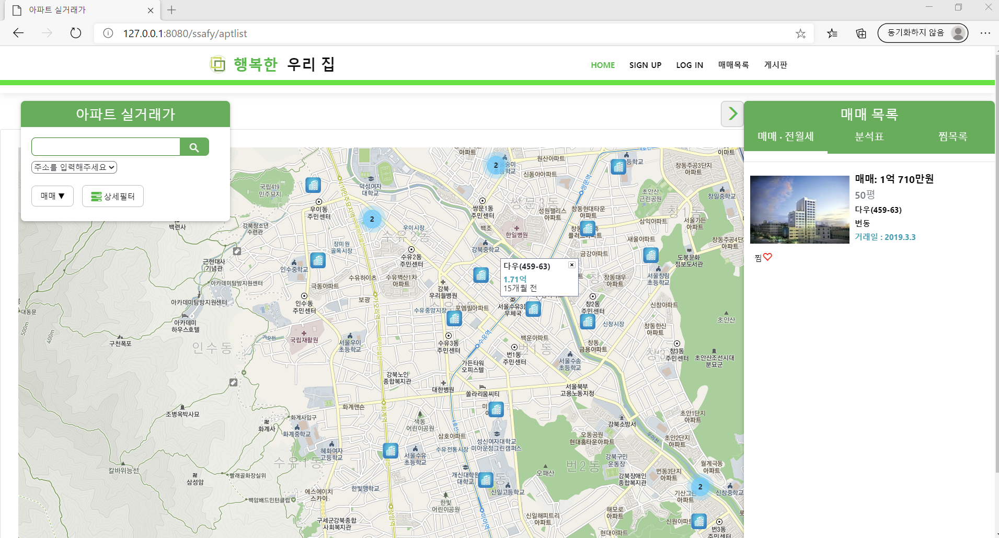 아파트 실거래가
127.0.0.1:8080/ssafy/aptlist
동기화하지 않음
행복한 우리 집
HOME
SIGN UP
LOG IN
매매목록
게시판
아파트 실거래가
주소를 입력해주세요
매매 ▼
상세필터
매매 목록
매매 · 전월세
분석표
찜목록
매매: 1억 710만원
50평
다우(459-63)
번동
거래일 : 2019.3.3
찜
다우(459-63)
1.71억
15개월 전
2
2
2
원산아파트
신동아아파트
창동주공3단지
아파트
이마트
국립419
민주묘지
덕성여자
대학교
우이동
주민센터
쌍문1동
주민센터
쌍문3동
성원팰리스
아파트
창동현대타운
아파트
초안산
근린공원
창1동
창일중학교
삼익아파트
서울가든
아파트
백련사
강북청소년
수련관
우이시장
수유2동
백조
한일병원
새율아파트
창동주공4단
아파트
장미원
골목시장
강북중학교
수유2동
주민센터
금강아파트
도봉문화
정보도서관
근현대사
기념관
인수중학교
수유하이츠
수유벽산1차
아파트
극동아파트
창동대우
아파트
서울창림
초등학교
아카데미탐방지원센터
아카데미탐방지원센터
강북
우리들병원
인수동
주민센터
보광
수유중앙시장
포엠빌아파트
서울수유3동
우체국
창2동
주민센터
신창아파트
대동문
500m
400m
아카데미
하우스호텔
초안산
신창시장
창동한신
아파트
구천폭포
인수동
가오천
국립재활원
서울우이
초등학교
수유3동
주민센터
수유역
백운아파트
번1동
번1동
주민센터
창동
금용아파트
창3동
창3동
주민센터
초안산조선시대
분묘군
가든타워
오피스텔
서울수송
초등학교
강북노인
종합복지관
대한병원
쏠라리움씨티
서울북부
고용노동지청
조병옥박사묘
화계맨숀
화계역
화계사입구
화계사
화계중학교
색동
어린이공원
4호선
강북소방서
초안1단지
아파트
우이천
초안2단지
아파트
삼호아파트
오동공원
현대홈타운아파트
성신여자대학교
미아운정그린캠퍼스
수유전통시장
혜화여자
고등학교
서울수유
초등학교
수유1동
강북구민
운동장
번2동
월계극동
아파트
번동3단지
아파트
칼바위능선
빨래골화장실위
삼성암
개신대학원
대학교
오패산
강북장애인
종합복지관
한빛맹학교
신일고등학교
기산그린
아파트
신창중학교
에스에이치
스카이
백암배드민턴클럽
한빛
어린이공원
해모로
아파트
구세군강북종합
사회복지관
미아역
신일해피트리
아파트
신원아파트
현대아파트
번3동
주민센터